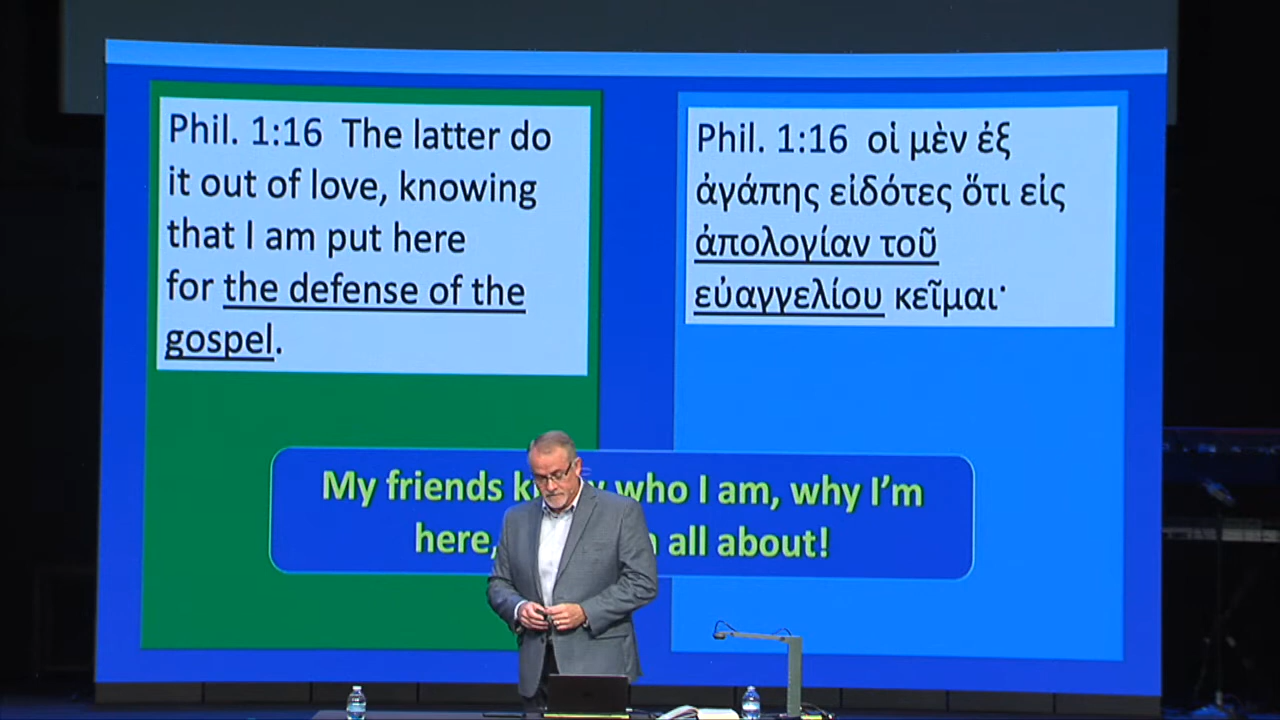 Phil. 1:16 The latter do
it out of love, knowing
that I am put here
for the defense of the
gospel.
Phil. 1:16 οἱ μὲν ἐξ
ἀγάπης εἰδότες ὅτι εἰς
ἀπολογίαν τοῦ
εὐαγγελίου κεῖμαι·
My friends who I am, why I'm
here, all about!